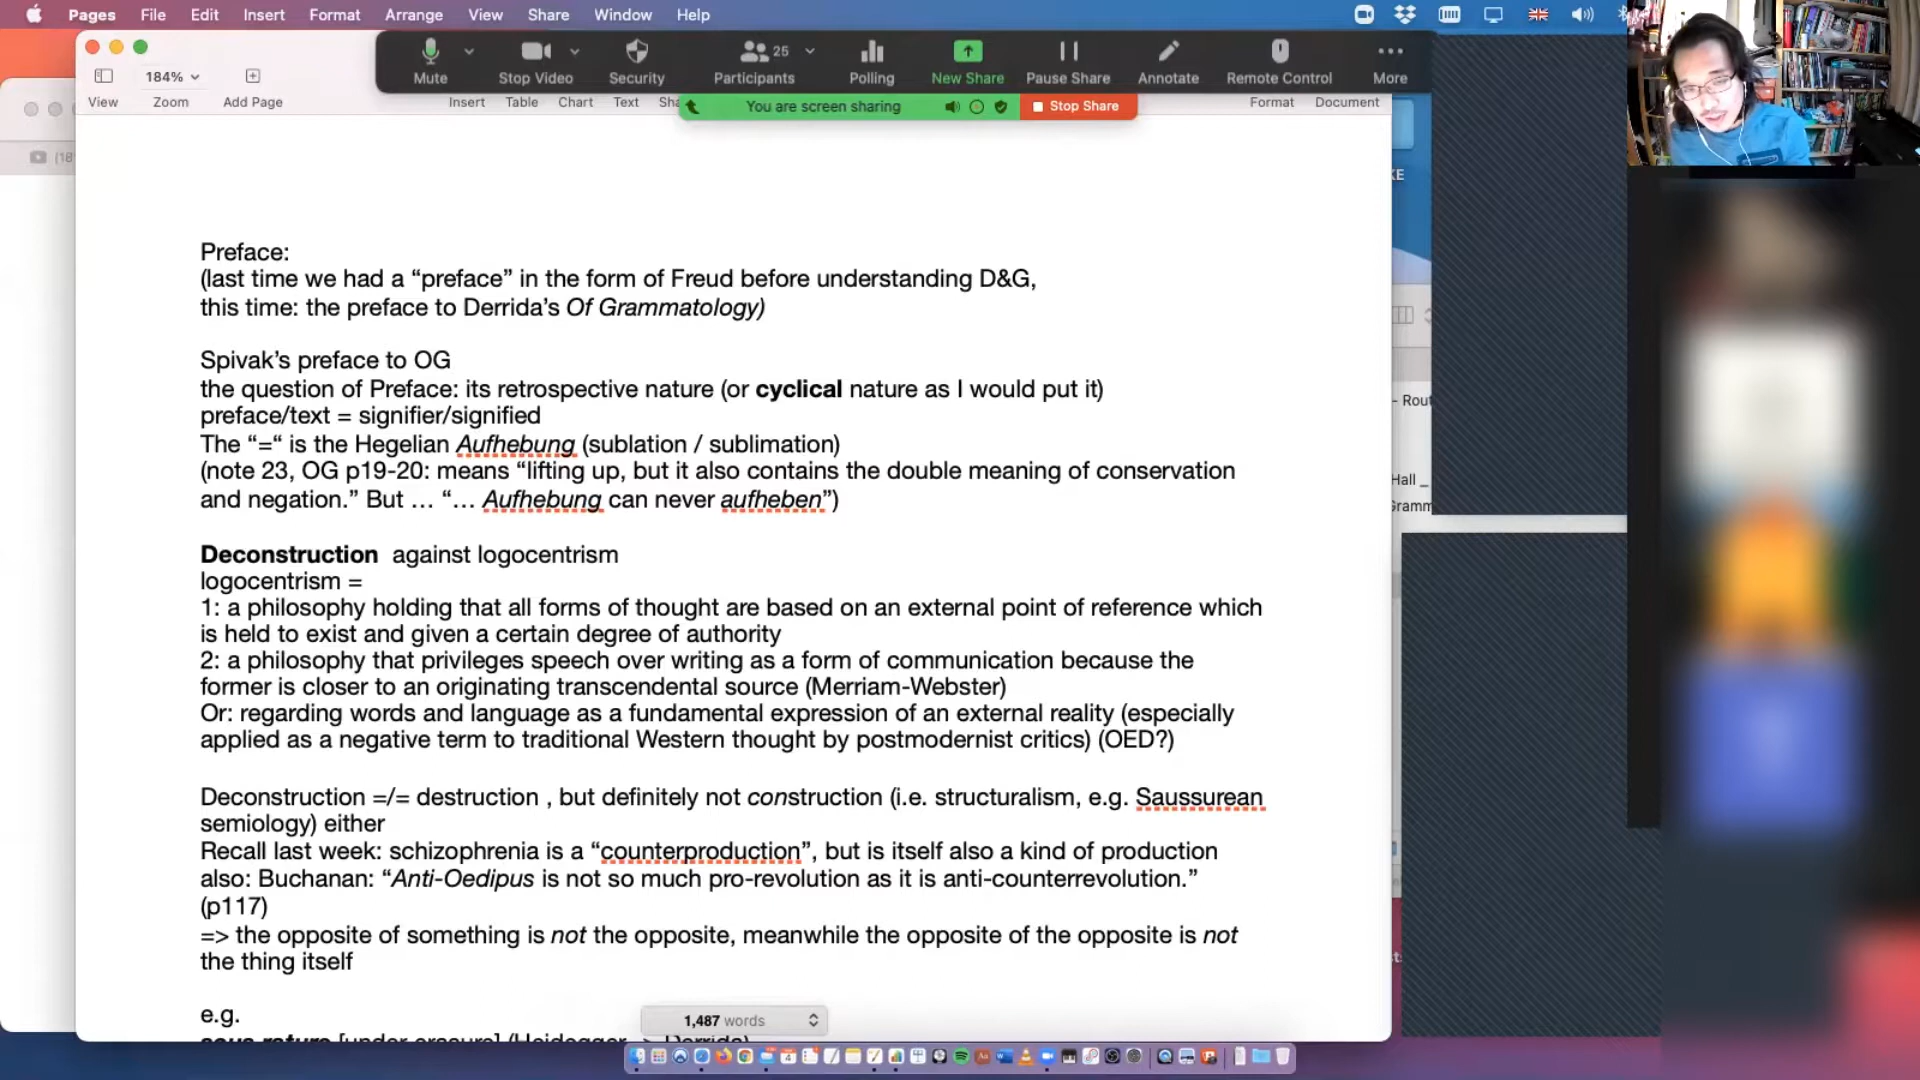 Pages File Edit Insert Format Arrange View Share Window Help
184%
View Zoom Add Page
Mute Stop Video Security Participants 25 Polling New Share Pause Share Annotate Remote Control More
Insert Table Chart Text Sha Format Document
You are screen sharing Stop Share
(18
KE
Preface:
(last time we had a “preface” in the form of Freud before understanding D&G,
this time: the preface to Derrida’s Of Grammatology)
Spivak’s preface to OG
the question of Preface: its retrospective nature (or cyclical nature as I would put it)
- Rout
preface/text = signifier/signified
The “=“ is the Hegelian Aufhebung (sublation / sublimation)
(note 23, OG p19-20: means “lifting up, but it also contains the double meaning of conservation
Hall _
and negation.” But … “… Aufhebung can never aufheben”)
Gramm
Deconstruction against logocentrism
logocentrism =
1: a philosophy holding that all forms of thought are based on an external point of reference which
is held to exist and given a certain degree of authority
2: a philosophy that privileges speech over writing as a form of communication because the
former is closer to an originating transcendental source (Merriam-Webster)
Or: regarding words and language as a fundamental expression of an external reality (especially
applied as a negative term to traditional Western thought by postmodernist critics) (OED?)
Deconstruction =/= destruction , but definitely not construction (i.e. structuralism, e.g. Saussurean
semiology) either
Recall last week: schizophrenia is a “counterproduction”, but is itself also a kind of production
also: Buchanan: “Anti-Oedipus is not so much pro-revolution as it is anti-counterrevolution.”
(p117)
=> the opposite of something is not the opposite, meanwhile the opposite of the opposite is not
the thing itself
e.g.
1,487 words
sous rature [under erasure] (Heidegger -> Derrida)